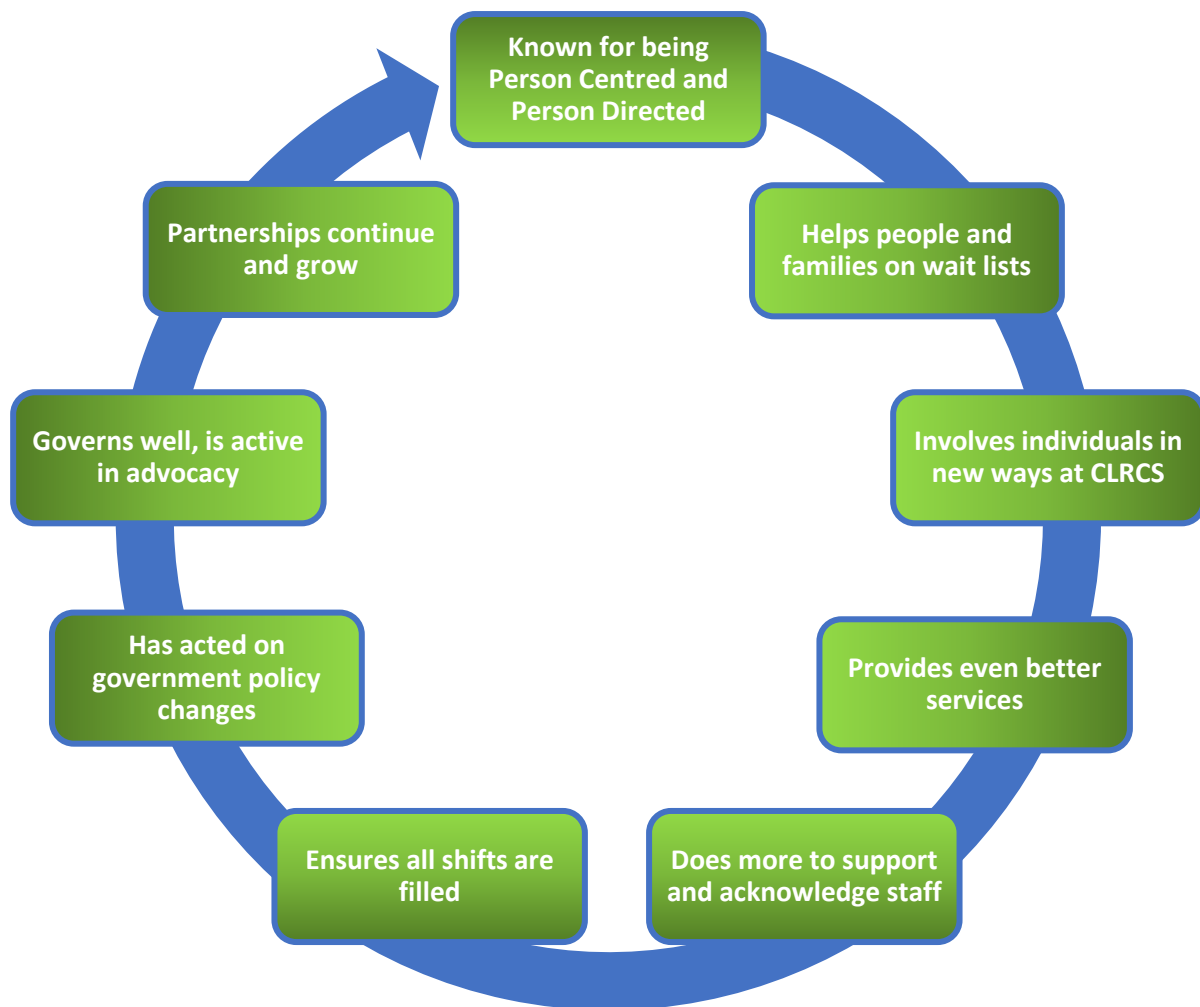 Known for being
Person Centred and
Person Directed
Helps people and
families on wait lists
Involves individuals in
new ways at CLRCS
Provides even better
services
Does more to support
and acknowledge staff
Ensures all shifts are
filled
Has acted on
government policy
changes
Governs well, is active
in advocacy
Partnerships continue
and grow